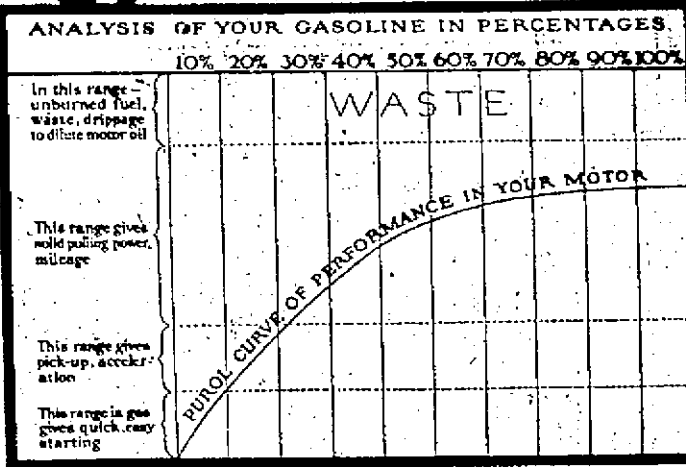 ANALYSIS OF YOUR GASOLINE IN PERCENTAGES.
10% 20% 30% 40% 50% 60% 70% 80% 90% 100%
In this range -
unburned fuel,
waste, drippage
to dilute motor oil
WASTE
This range gives
solid pulling power,
mileage
PUROL CURVE OF PERFORMANCE IN YOUR MOTOR
This range gives
pick-up, acceler-
ation
This range in gas
gives quick, easy
starting